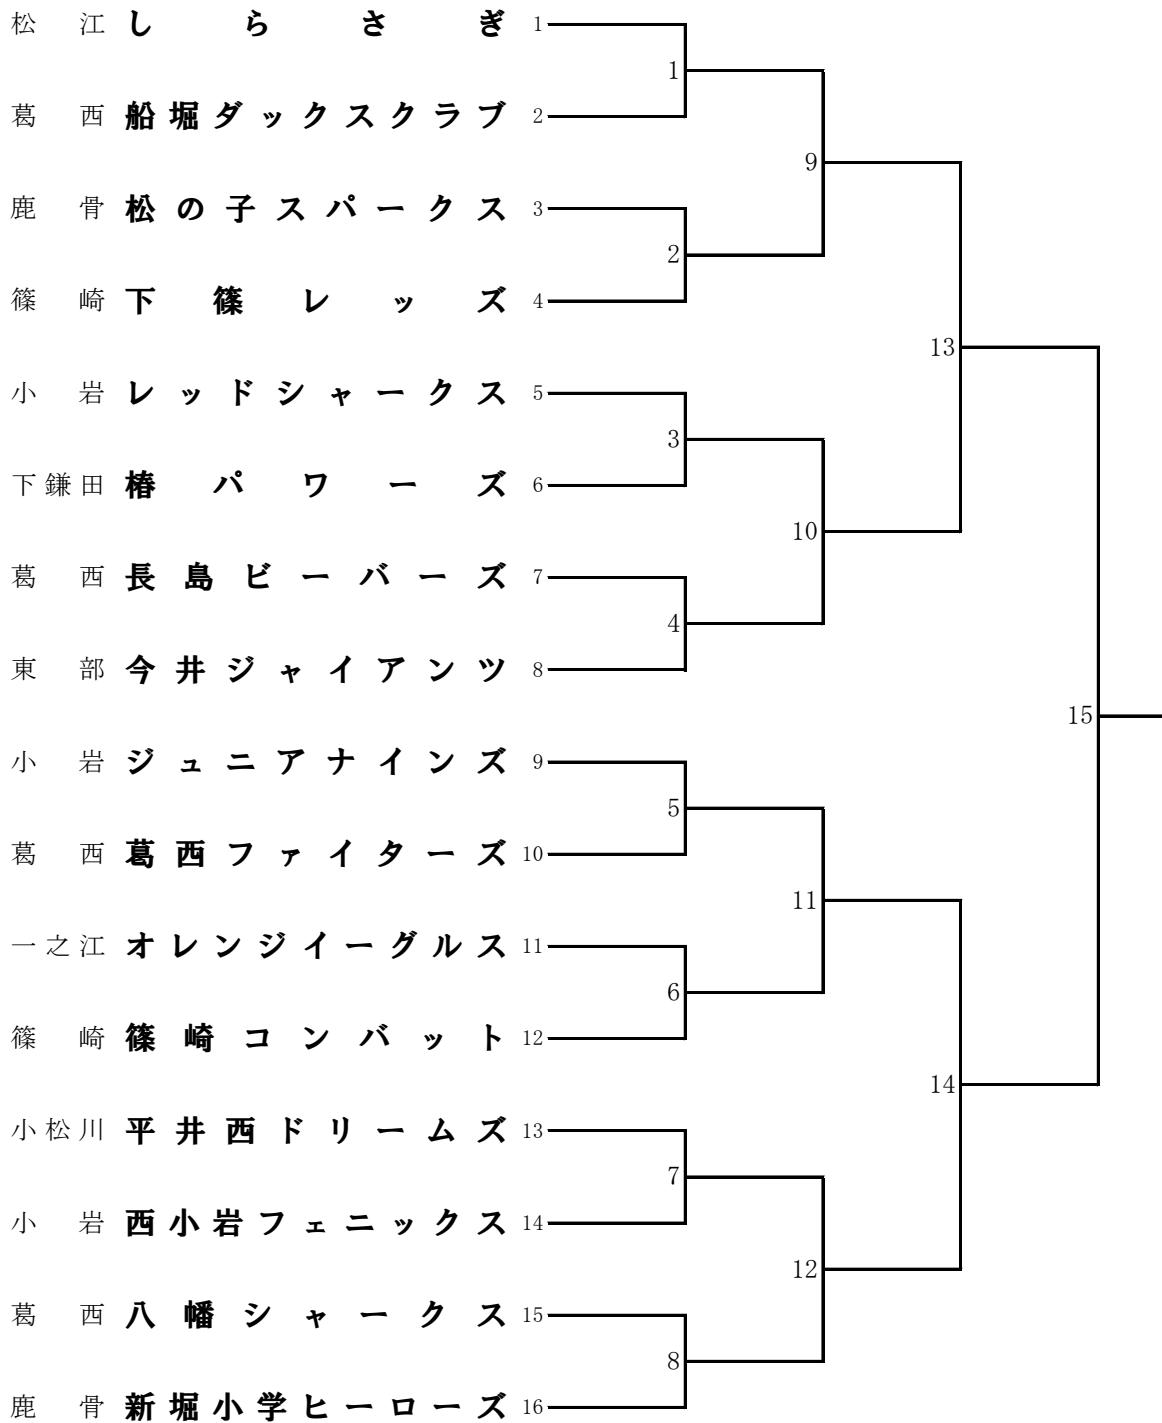 松江 しらさぎ 1
1
葛西 船堀ダックスクラブ 2
9
鹿骨 松の子スパークス 3
2
篠崎 下篠レッズ 4
13
小岩 レッドシャークス 5
3
下鎌田 椿パワーズ 6
10
葛西 長島ビーバーズ 7
4
東部 今井ジャイアンツ 8
15
小岩 ジュニアナインズ 9
5
葛西 葛西ファイターズ 10
11
一之江 オレンジイーグルス 11
6
篠崎 篠崎コンバット 12
14
小松川 平井西ドリームズ 13
7
小岩 西小岩フェニックス 14
12
葛西 八幡シャークス 15
8
鹿骨 新堀小学ヒーローズ 16